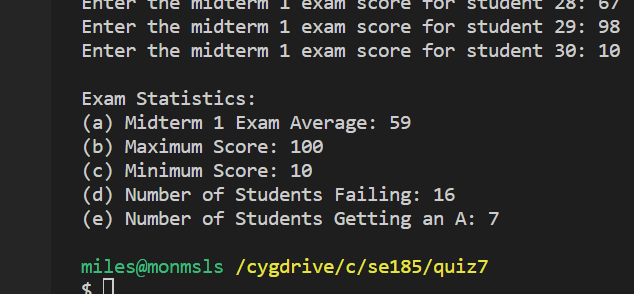 Enter the midterm 1 exam score for student 28: 67
Enter the midterm 1 exam score for student 29: 98
Enter the midterm 1 exam score for student 30: 10
Exam Statistics:
(a) Midterm 1 Exam Average: 59
(b) Maximum Score: 100
(c) Minimum Score: 10
(d) Number of Students Failing: 16
(e) Number of Students Getting an A: 7
miles@monmsls /cygdrive/c/se185/quiz7
$